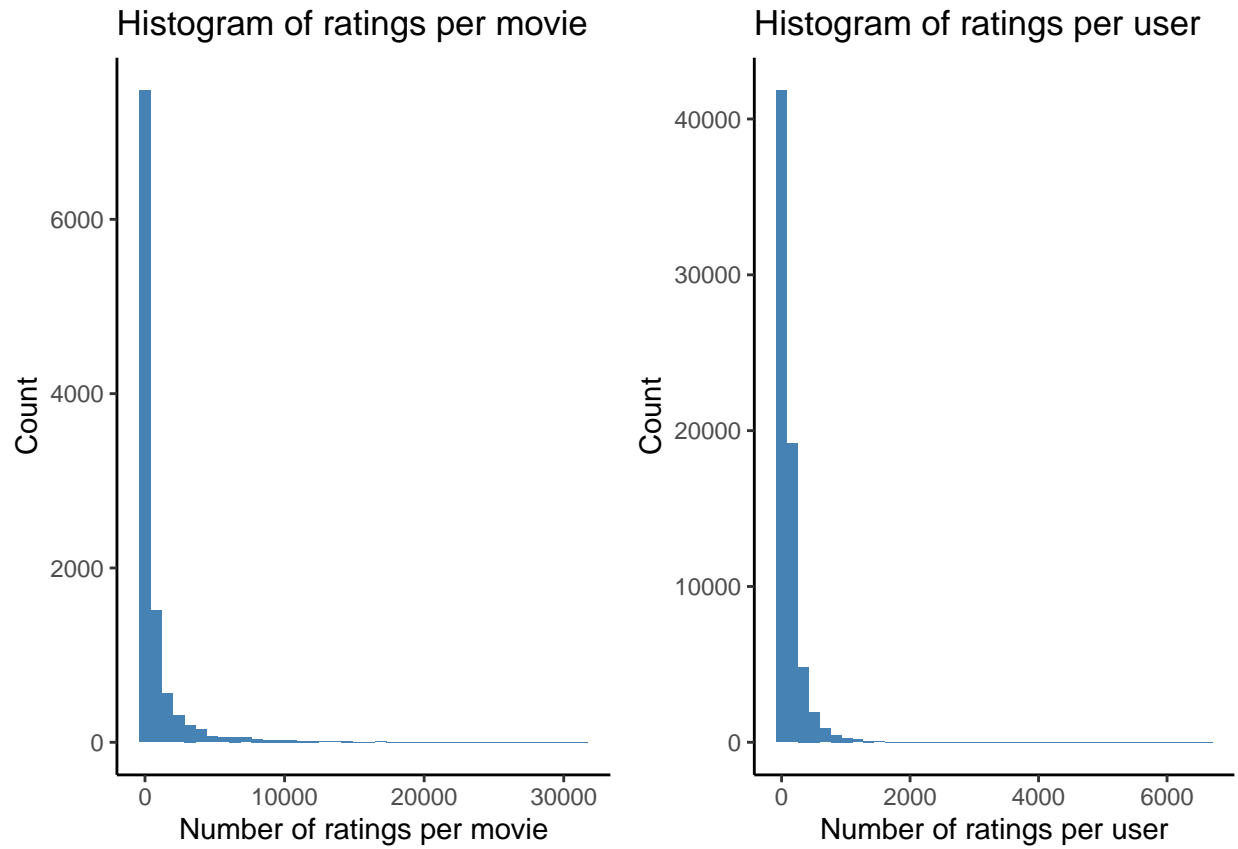 Histogram of ratings per movie
6000
4000
2000
0
Count
0 10000 20000 30000
Number of ratings per movie
Histogram of ratings per user
40000
30000
20000
10000
0
Count
0 2000 4000 6000
Number of ratings per user